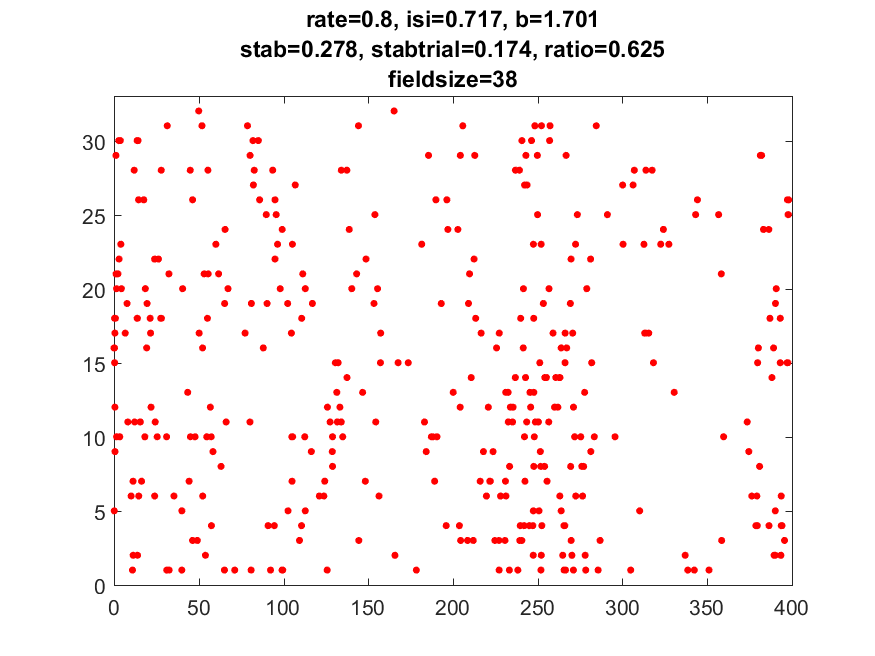 rate=0.8, isi=0.717, b=1.701
stab=0.278, stabtrial=0.174, ratio=0.625
fieldsize=38
30
25
20
15
10
5
0
0 50 100 150 200 250 300 350 400